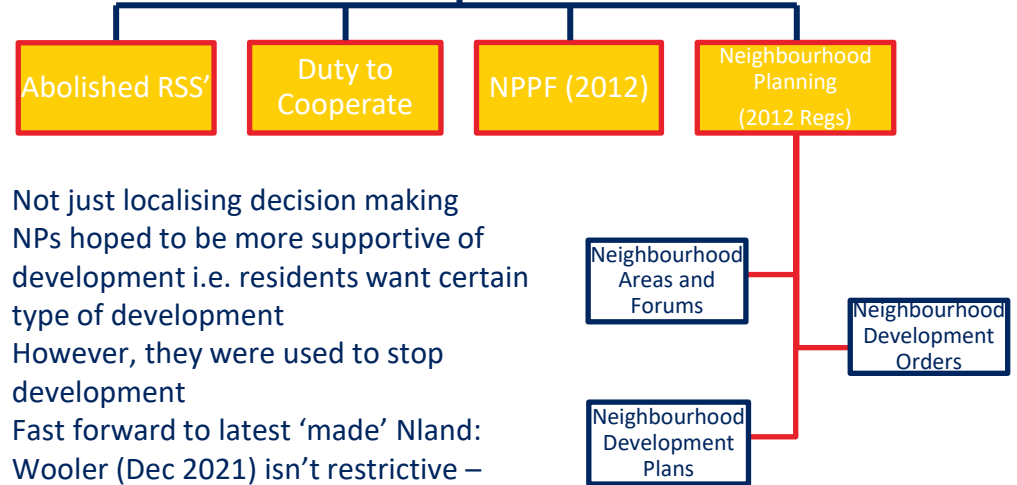 Abolished RSS'
Duty to
Cooperate
NPPF (2012)
Neighbourhood
Planning
(2012 Regs)
Not just localising decision making
NPs hoped to be more supportive of
development i.e. residents want certain
type of development
However, they were used to stop
development
Fast forward to latest ‘made’ Nland:
Wooler (Dec 2021) isn’t restrictive –
Neighbourhood
Areas and
Forums
Neighbourhood
Development
Orders
Neighbourhood
Development
Plans